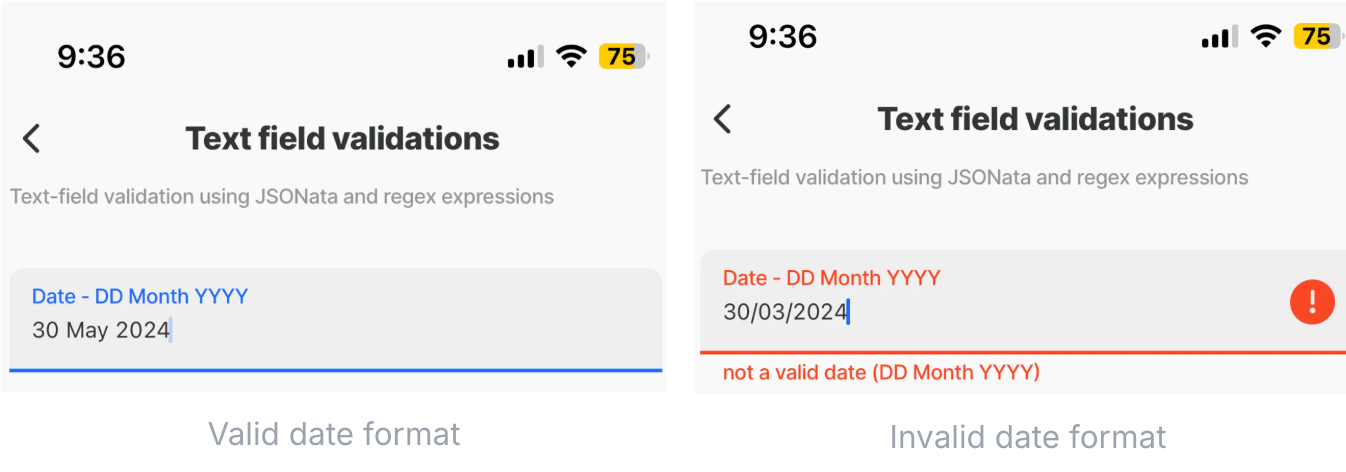 9:36
75
Text field validations
Text-field validation using JSONata and regex expressions
Date - DD Month YYYY
30 May 2024
Valid date format
9:36
75
Text field validations
Text-field validation using JSONata and regex expressions
Date - DD Month YYYY
30/03/2024
!
not a valid date (DD Month YYYY)
Invalid date format